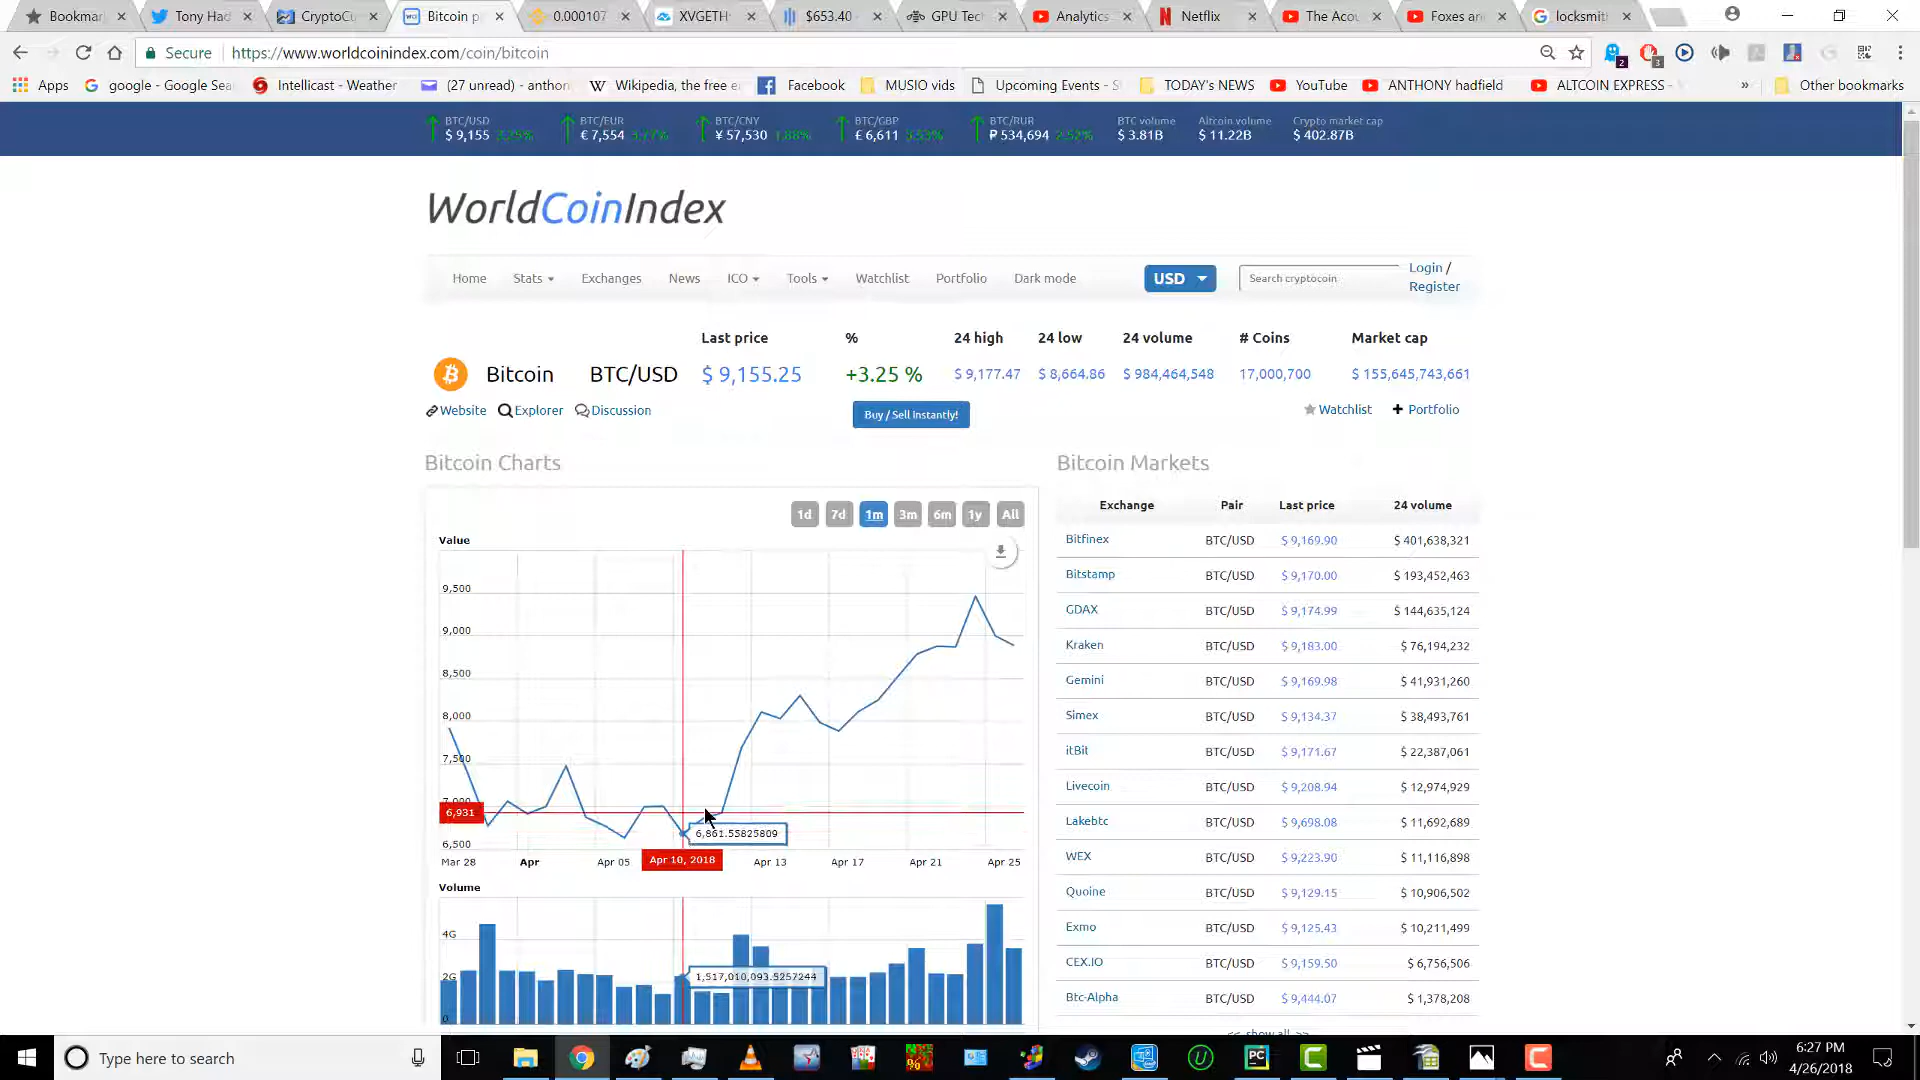 Bookmar
Tony Had
CryptoCu
Bitcoin p
0.000107
XVGETH
$653.40
GPU Tec
Analytics
Netflix
The Acou
Foxes an
locksmit
Secure
https://www.worldcoinindex.com/coin/bitcoin
2
3
Apps
google - Google Sea
Intellicast - Weather
(27 unread) - anthon
Wikipedia, the free e
Facebook
MUSIO vids
Upcoming Events - S
TODAY's NEWS
YouTube
ANTHONY hadfield
ALTCOIN EXPRESS -
»
Other bookmarks
BTC/USD
$ 9,155 3.25%
BTC/EUR
€ 7,554
BTC/CNY
¥ 57,530 1.88%
BTC/GBP
£ 6,611
BTC/RUR
₽ 534,694 2.52%
BTC volume
$ 3.81B
Altcoin volume
$ 11.22B
Crypto market cap
$ 402.87B
WorldCoinIndex
Home
Stats
Exchanges
News
ICO
Tools
Watchlist
Portfolio
Dark mode
USD
Search cryptocoin
Login /
Register
Last price
%
24 high
24 low
24 volume
# Coins
Market cap
Bitcoin
BTC/USD
$ 9,155.25
+3.25 %
$ 9,177.47
$ 8,664.86
$ 984,464,548
17,000,700
$ 155,645,743,661
Website
Explorer
Discussion
Buy / Sell Instantly!
Watchlist
Portfolio
Bitcoin Charts
1d
7d
1m
3m
6m
1y
All
Value
9,500
9,000
8,500
8,000
7,500
7,000
6,931
6,500
6,861.55825809
Mar 28
Apr
Apr 05
Apr 10, 2018
Apr 13
Apr 17
Apr 21
Apr 25
Volume
4G
2G
0
1,517,010,093.5257244
Bitcoin Markets
Exchange Pair Last price 24 volume
Bitfinex BTC/USD $ 9,169.90 $ 401,638,321
Bitstamp BTC/USD $ 9,170.00 $ 193,452,463
GDAX BTC/USD $ 9,174.99 $ 144,635,124
Kraken BTC/USD $ 9,183.00 $ 76,194,232
Gemini BTC/USD $ 9,169.98 $ 41,931,260
Simex BTC/USD $ 9,134.37 $ 38,493,761
itBit BTC/USD $ 9,171.67 $ 22,387,061
Livecoin BTC/USD $ 9,208.94 $ 12,974,929
Lakebtc BTC/USD $ 9,698.08 $ 11,692,689
WEX BTC/USD $ 9,223.90 $ 11,116,898
Quoine BTC/USD $ 9,129.15 $ 10,906,502
Exmo BTC/USD $ 9,125.43 $ 10,211,499
CEX.IO BTC/USD $ 9,159.50 $ 6,756,506
Btc-Alpha BTC/USD $ 9,444.07 $ 1,378,208
<< show all >>
Type here to search
6:27 PM
4/26/2018